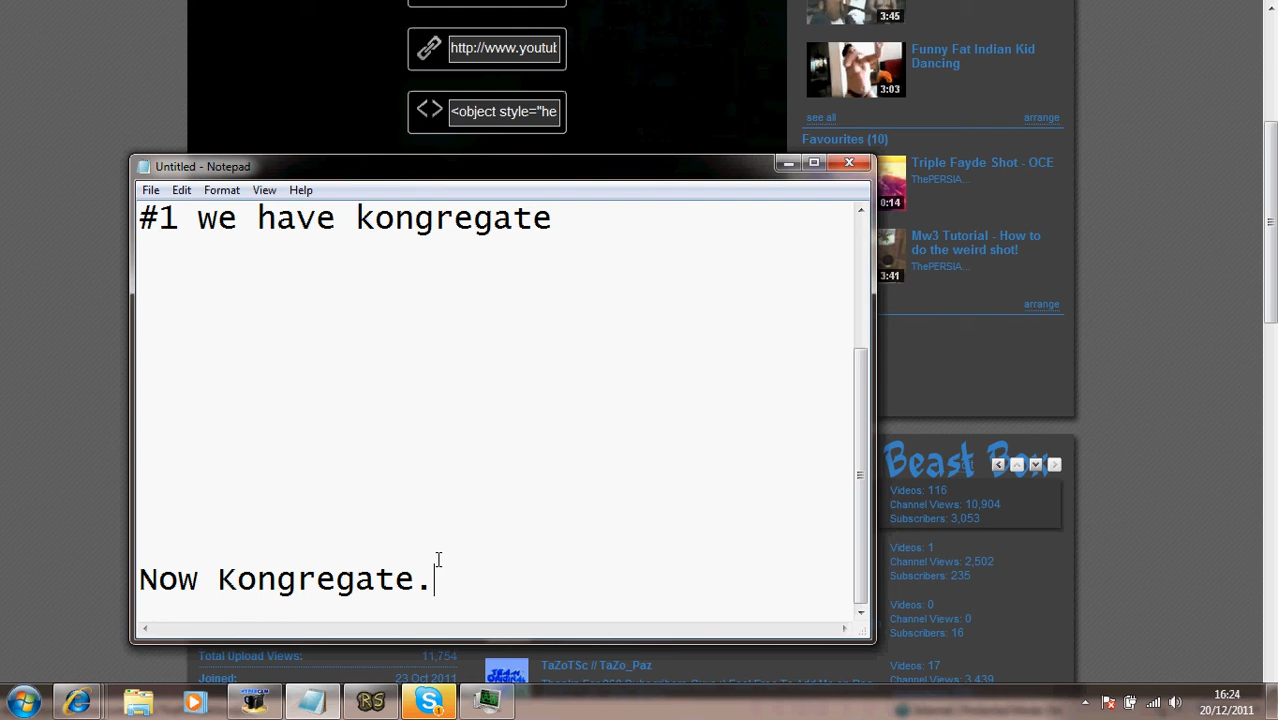 3:45
http://www.youtul
Funny Fat Indian Kid
Dancing
3:03
<object style="he
see all
arrange
Favourites (10)
Untitled - Notepad
Triple Fayde Shot - OCE
ThePERSIA...
0:14
File Edit Format View Help
#1 we have kongregate
Mw3 Tutorial - How to
do the weird shot!
ThePERSIA...
3:41
arrange
Beast Box
Videos: 116
Channel Views: 10,904
Subscribers: 3,053
Videos: 1
Channel Views: 2,502
Subscribers: 235
Now Kongregate.
Videos: 0
Channel Views: 0
Subscribers: 16
Total Upload Views: 11,754
TaZoTSc // TaZo_Paz
Videos: 17
Joined: 23 Oct 2011
Channel Views: 3,439
16:24
20/12/2011